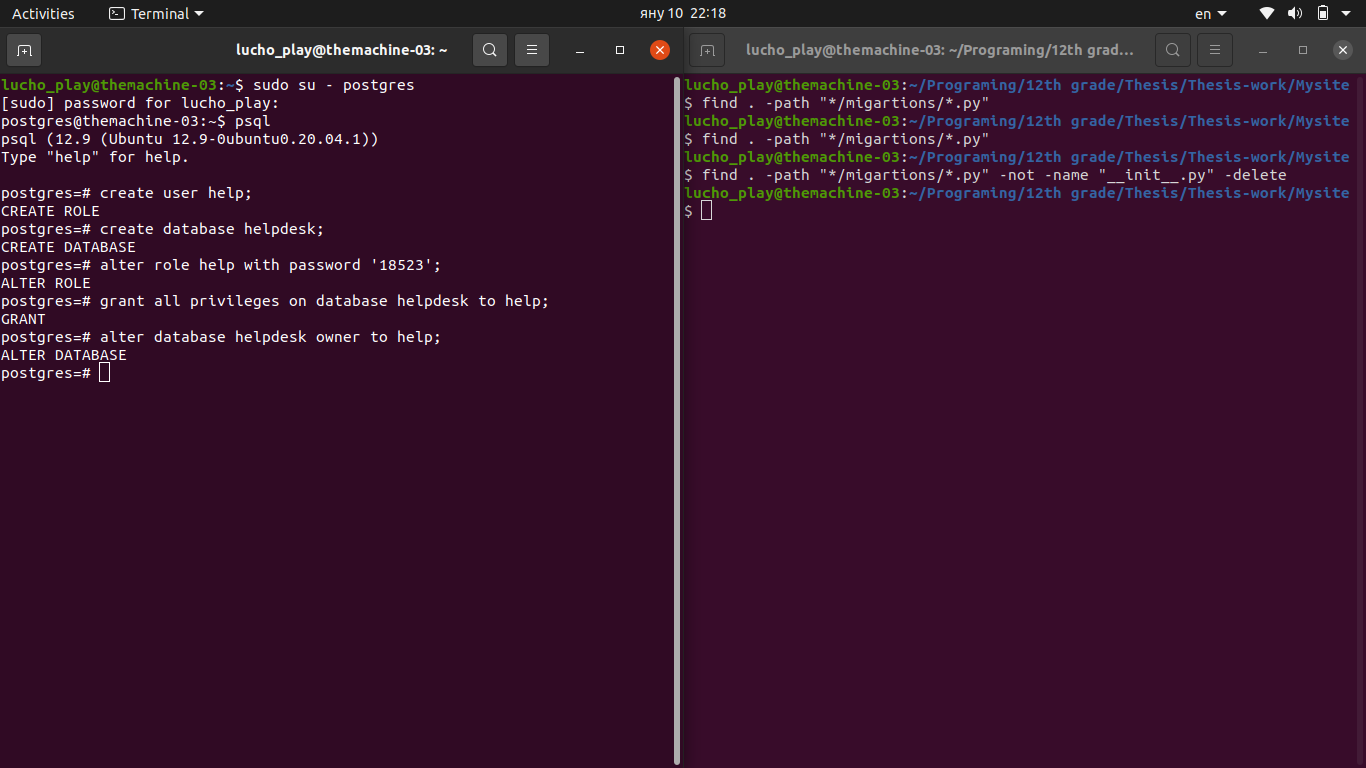 Activities
Terminal
яну 10 22:18
en
lucho_play@themachine-03: ~
lucho_play@themachine-03:~$ sudo su - postgres
[sudo] password for lucho_play:
postgres@themachine-03:~$ psql
psql (12.9 (Ubuntu 12.9-0ubuntu0.20.04.1))
Type "help" for help.
postgres=# create user help;
CREATE ROLE
postgres=# create database helpdesk;
CREATE DATABASE
postgres=# alter role help with password '18523';
ALTER ROLE
postgres=# grant all privileges on database helpdesk to help;
GRANT
postgres=# alter database helpdesk owner to help;
ALTER DATABASE
postgres=#
lucho_play@themachine-03: ~/Programing/12th grad...
lucho_play@themachine-03:~/Programing/12th grade/Thesis/Thesis-work/Mysite
$ find . -path "*/migartions/*.py"
lucho_play@themachine-03:~/Programing/12th grade/Thesis/Thesis-work/Mysite
$ find . -path "*/migartions/*.py"
lucho_play@themachine-03:~/Programing/12th grade/Thesis/Thesis-work/Mysite
$ find . -path "*/migartions/*.py" -not -name "__init__.py" -delete
lucho_play@themachine-03:~/Programing/12th grade/Thesis/Thesis-work/Mysite
$